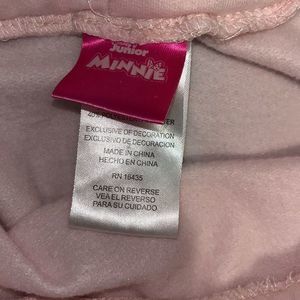 Junior
MINNIE
EXCLUSIVE OF DECORATION
EXCLUSIVO DE DECORACION
MADE IN CHINA
HECHO EN CHINA
RN 16435
CARE ON REVERSE
VEA EL REVERSO
PARA SU CUIDADO